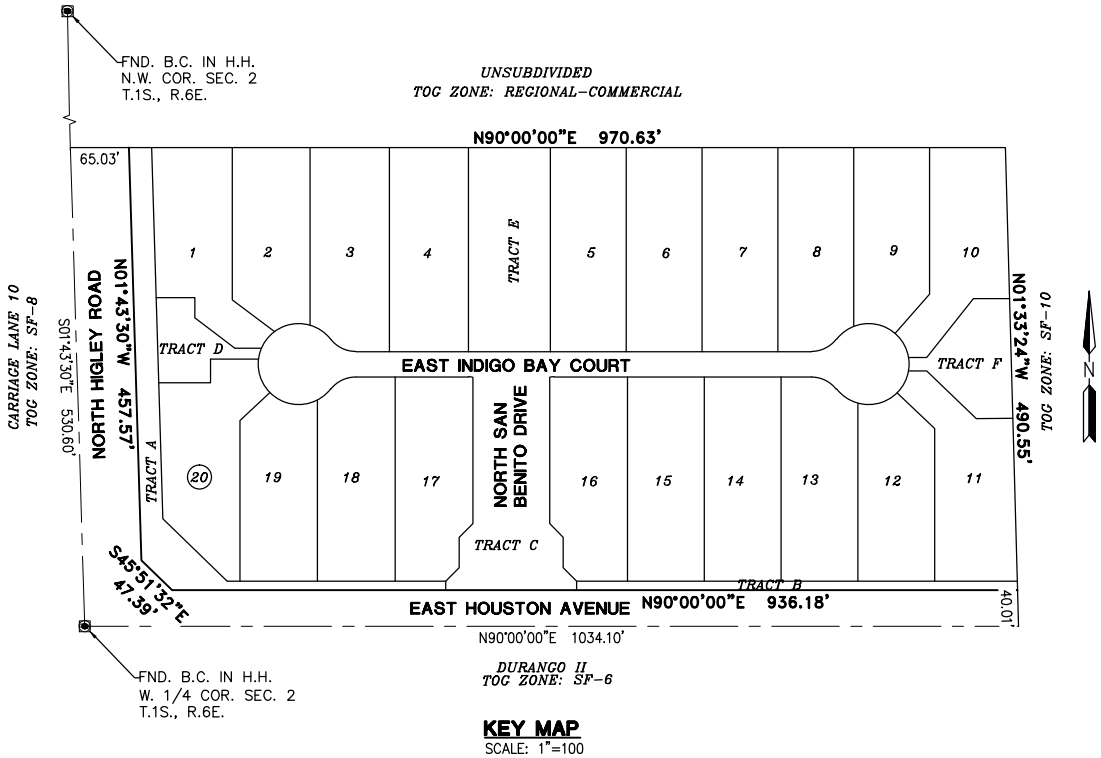 FND. B.C. IN H.H.
N.W. COR. SEC. 2
T.1S., R.6E.
UNSUBDIVIDED
TOG ZONE: REGIONAL-COMMERCIAL
N90°00'00"E 970.63'
65.03'
1
2
3
4
TRACT E
5
6
7
8
9
10
CARRIAGE LANE 10
TOG ZONE: SF-8
S01°43'30"E 530.60'
NORTH HIGLEY ROAD
N01°43'30"W 457.57'
TRACT D
EAST INDIGO BAY COURT
TRACT F
N01°33'24"W 490.55'
TOG ZONE: SF-10
N
TRACT A
20
19
18
17
NORTH SAN
BENITO DRIVE
16
15
14
13
12
11
TRACT C
S45°51'32"E
47.39'
TRACT B
EAST HOUSTON AVENUE N90°00'00"E 936.18'
40.01'
N90°00'00"E 1034.10'
DURANGO II
TOG ZONE: SF-6
FND. B.C. IN H.H.
W. 1/4 COR. SEC. 2
T.1S., R.6E.
KEY MAP
SCALE: 1"=100